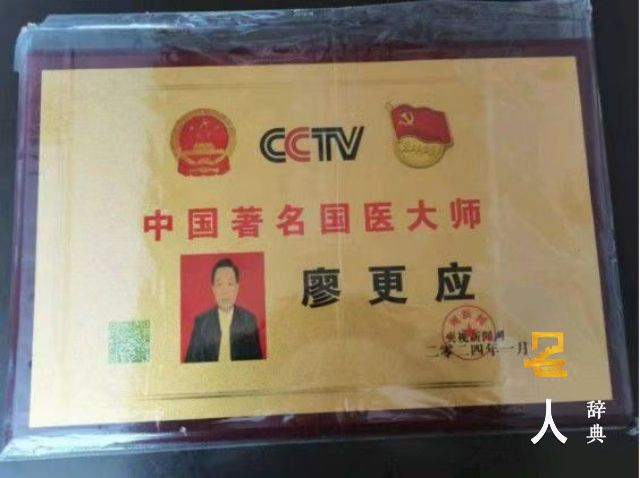 CCTV
中国著名国医大师
廖更应
央视新闻网
二零二四年一月
名
人
辞典